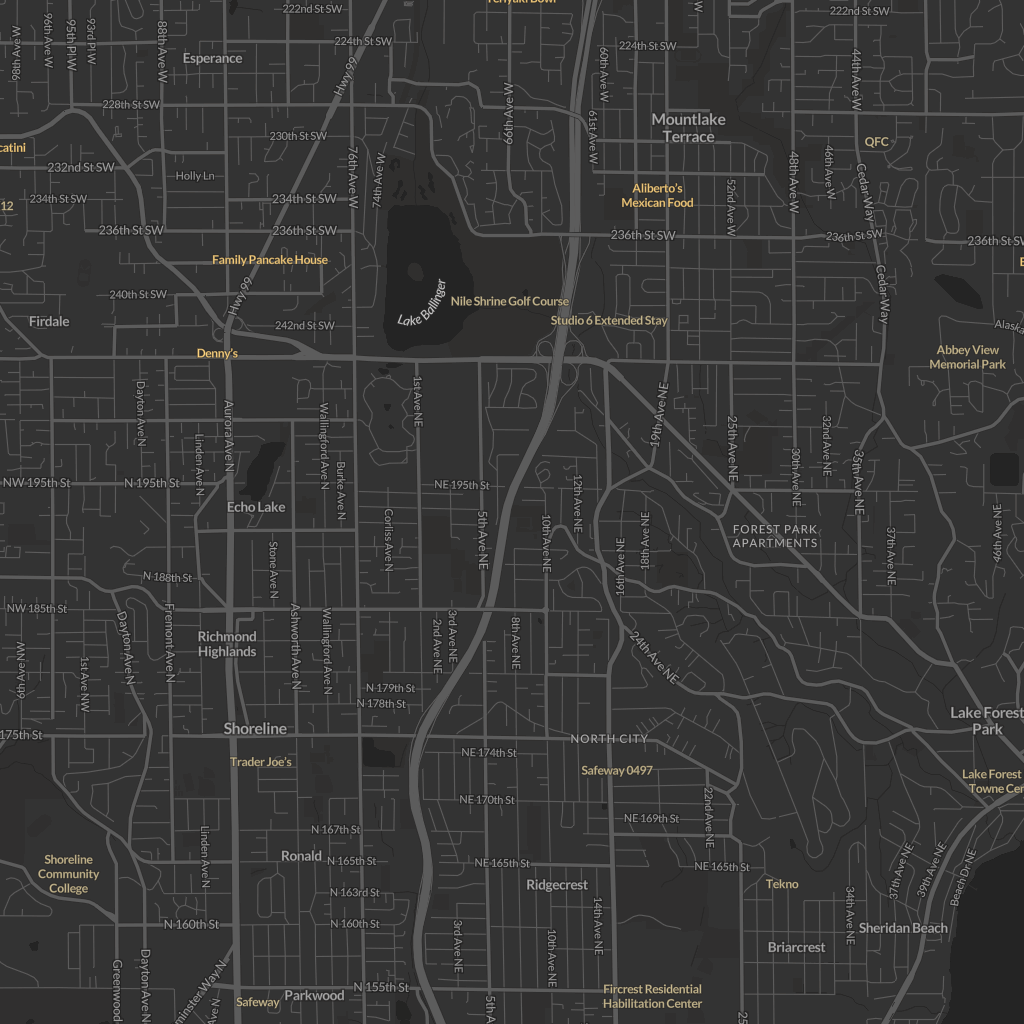 222nd St SW
Teriyaki Bowl
222nd St SW
98th Ave W
96th Ave W
95th Pl W
93rd Pl W
88th Ave W
224th St SW
224th St SW
Esperance
Hwy 99
60th Ave W
44th Ave W
228th St SW
66th Ave W
61st Ave W
Mountlake
Terrace
230th St SW
QFC
catini
232nd St SW
76th Ave W
74th Ave W
48th Ave W
46th Ave W
Cedar Way
Holly Ln
234th St SW
234th St SW
Aliberto's
Mexican Food
52nd Ave W
12
236th St SW
236th St SW
236th St SW
236th St SW
236th St SW
Family Pancake House
240th St SW
Hwy 99
Lake Ballinger
Nile Shrine Golf Course
Cedar Way
Firdale
242nd St SW
Studio 6 Extended Stay
Alaska
Denny's
Abbey View
Memorial Park
Dayton Ave N
Aurora Ave N
Linden Ave N
Wallingford Ave N
Burke Ave N
1st Ave NE
19th Ave NE
25th Ave NE
30th Ave NE
32nd Ave NE
35th Ave NE
NW 195th St
N 195th St
NE 195th St
Echo Lake
Corliss Ave N
5th Ave NE
10th Ave NE
12th Ave NE
16th Ave NE
18th Ave NE
FOREST PARK
APARTMENTS
37th Ave NE
46th Ave NE
Stone Ave N
N 188th St
NW 185th St
Dayton Ave N
Fremont Ave N
Richmond
Highlands
Ashworth Ave N
Wallingford Ave N
2nd Ave NE
3rd Ave NE
8th Ave NE
24th Ave NE
6th Ave NW
1st Ave NW
N 179th St
N 178th St
Lake Forest
Park
Shoreline
175th St
NORTH CITY
NE 174th St
Trader Joe's
Safeway 0497
Lake Forest
Towne Cen
NE 170th St
22nd Ave NE
NE 169th St
N 167th St
Linden Ave N
Ronald
N 165th St
NE 165th St
NE 165th St
Shoreline
Community
College
37th Ave NE
39th Ave NE
Beach Dr NE
Ridgecrest
Tekno
N 163rd St
N 160th St
N 160th St
14th Ave NE
34th Ave NE
Sheridan Beach
3rd Ave NE
10th Ave NE
Briarcrest
Greenwood
Dayton Ave N
minster Way N
Safeway
Parkwood
N 155th St
5th A
Fircrest Residential
Habilitation Center
25